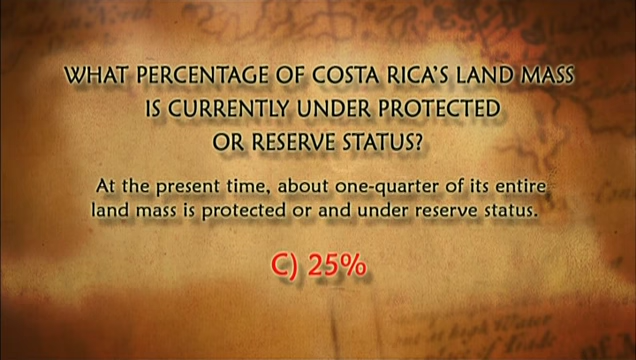 WHAT PERCENTAGE OF COSTA RICA'S LAND MASS
IS CURRENTLY UNDER PROTECTED
OR RESERVE STATUS?
At the present time, about one-quarter of its entire
land mass is protected or and under reserve status.
C) 25%